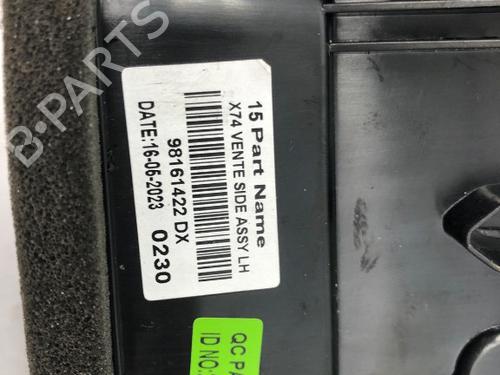 15 Part Name
X74 VENTE SIDE ASSY LH
98161422 DX
DATE:16-05-2023 0230
QC PA
ID NO:
B-PARTS